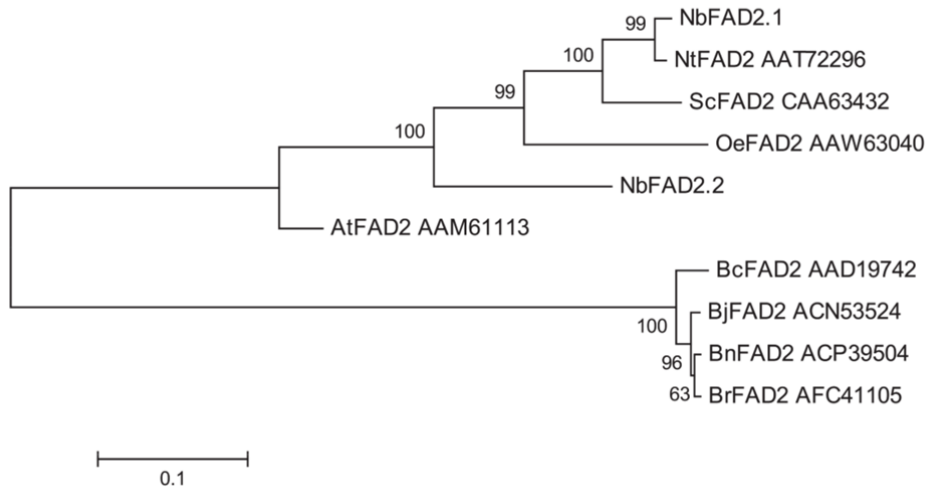 99
NbFAD2.1
100
NtFAD2 AAT72296
99
ScFAD2 CAA63432
100
OeFAD2 AAW63040
NbFAD2.2
AtFAD2 AAM61113
BcFAD2 AAD19742
100
BjFAD2 ACN53524
96
BnFAD2 ACP39504
63
BrFAD2 AFC41105
0.1